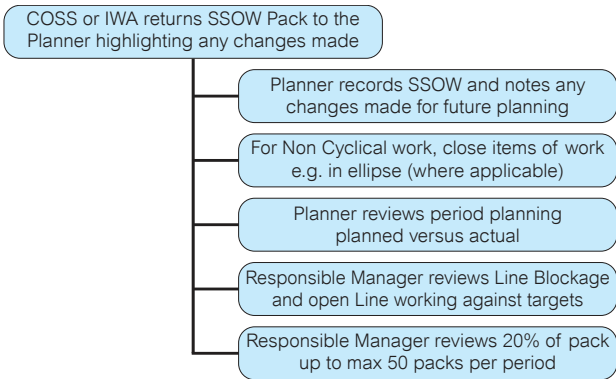 COSS or IWA returns SSOW Pack to the
Planner highlighting any changes made
Planner records SSOW and notes any
changes made for future planning
For Non Cyclical work, close items of work
e.g. in ellipse (where applicable)
Planner reviews period planning
planned versus actual
Responsible Manager reviews Line Blockage
and open Line working against targets
Responsible Manager reviews 20% of pack
up to max 50 packs per period